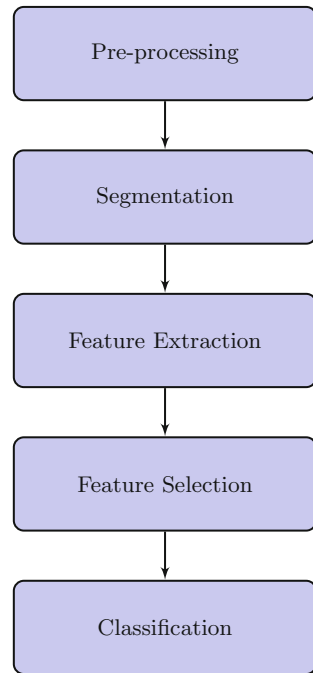 Pre-processing
Segmentation
Feature Extraction
Feature Selection
Classification